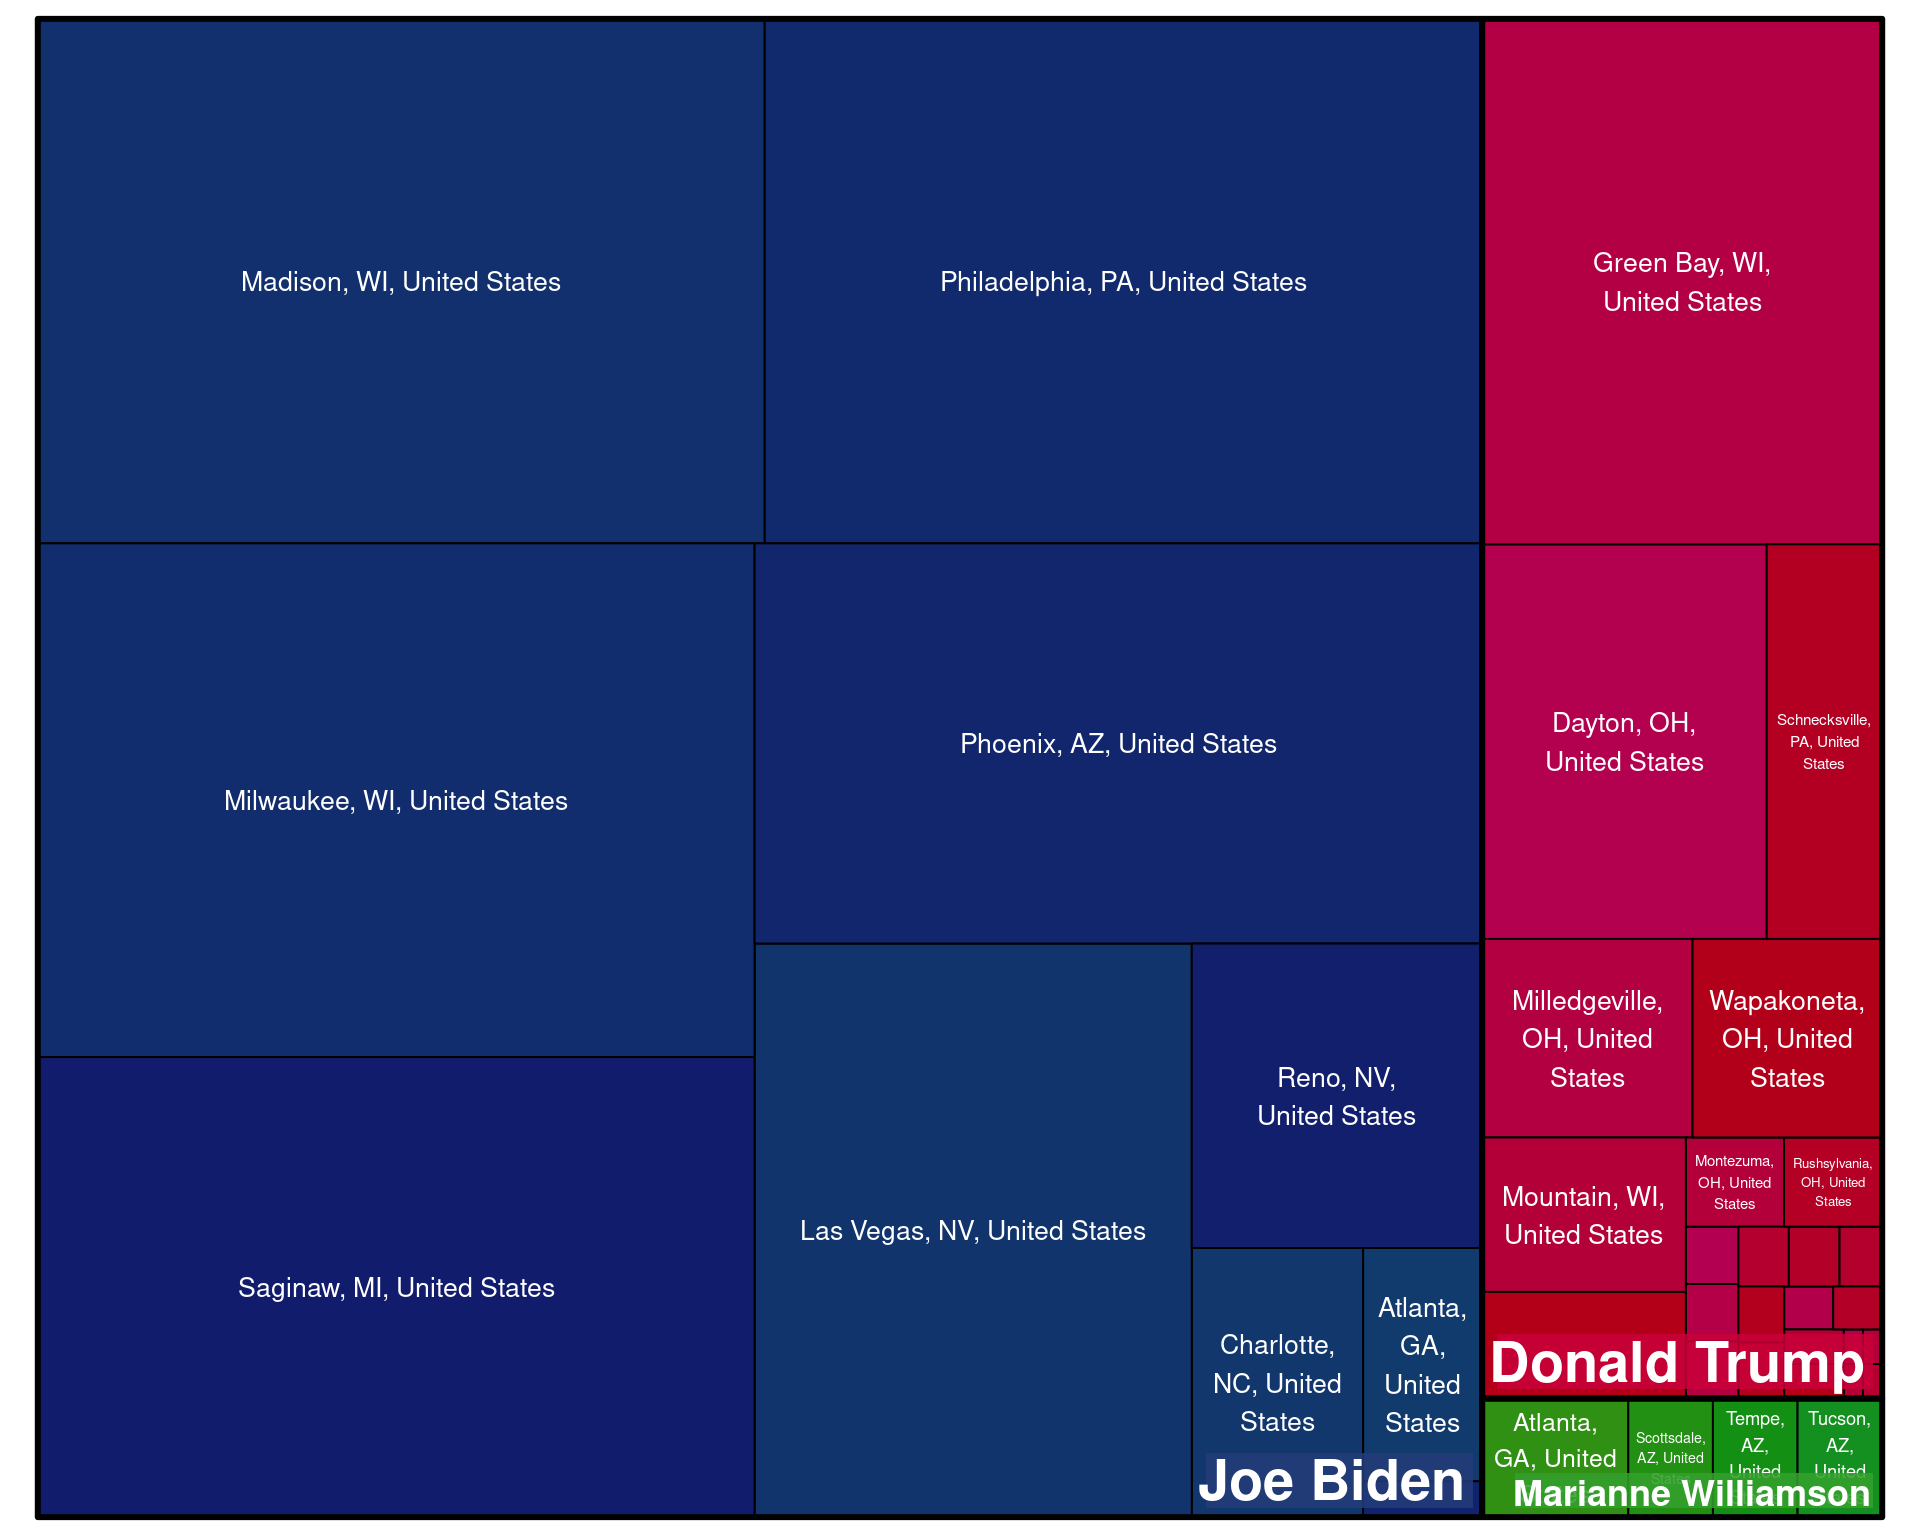 Madison, WI, United States
Philadelphia, PA, United States
Green Bay, WI,
United States
Milwaukee, WI, United States
Phoenix, AZ, United States
Dayton, OH,
United States
Schnecksville,
PA, United
States
Milledgeville,
OH, United
States
Wapakoneta,
OH, United
States
Saginaw, MI, United States
Las Vegas, NV, United States
Reno, NV,
United States
Mountain, WI,
United States
Montezuma,
OH, United
States
Rushsylvania,
OH, United
States
Charlotte,
NC, United
States
Atlanta,
GA,
United
States
Joe Biden
Donald Trump
Atlanta,
GA, United
Scottsdale,
AZ, United
States
Tempe,
AZ,
United
Tucson,
AZ,
United
Marianne Williamson